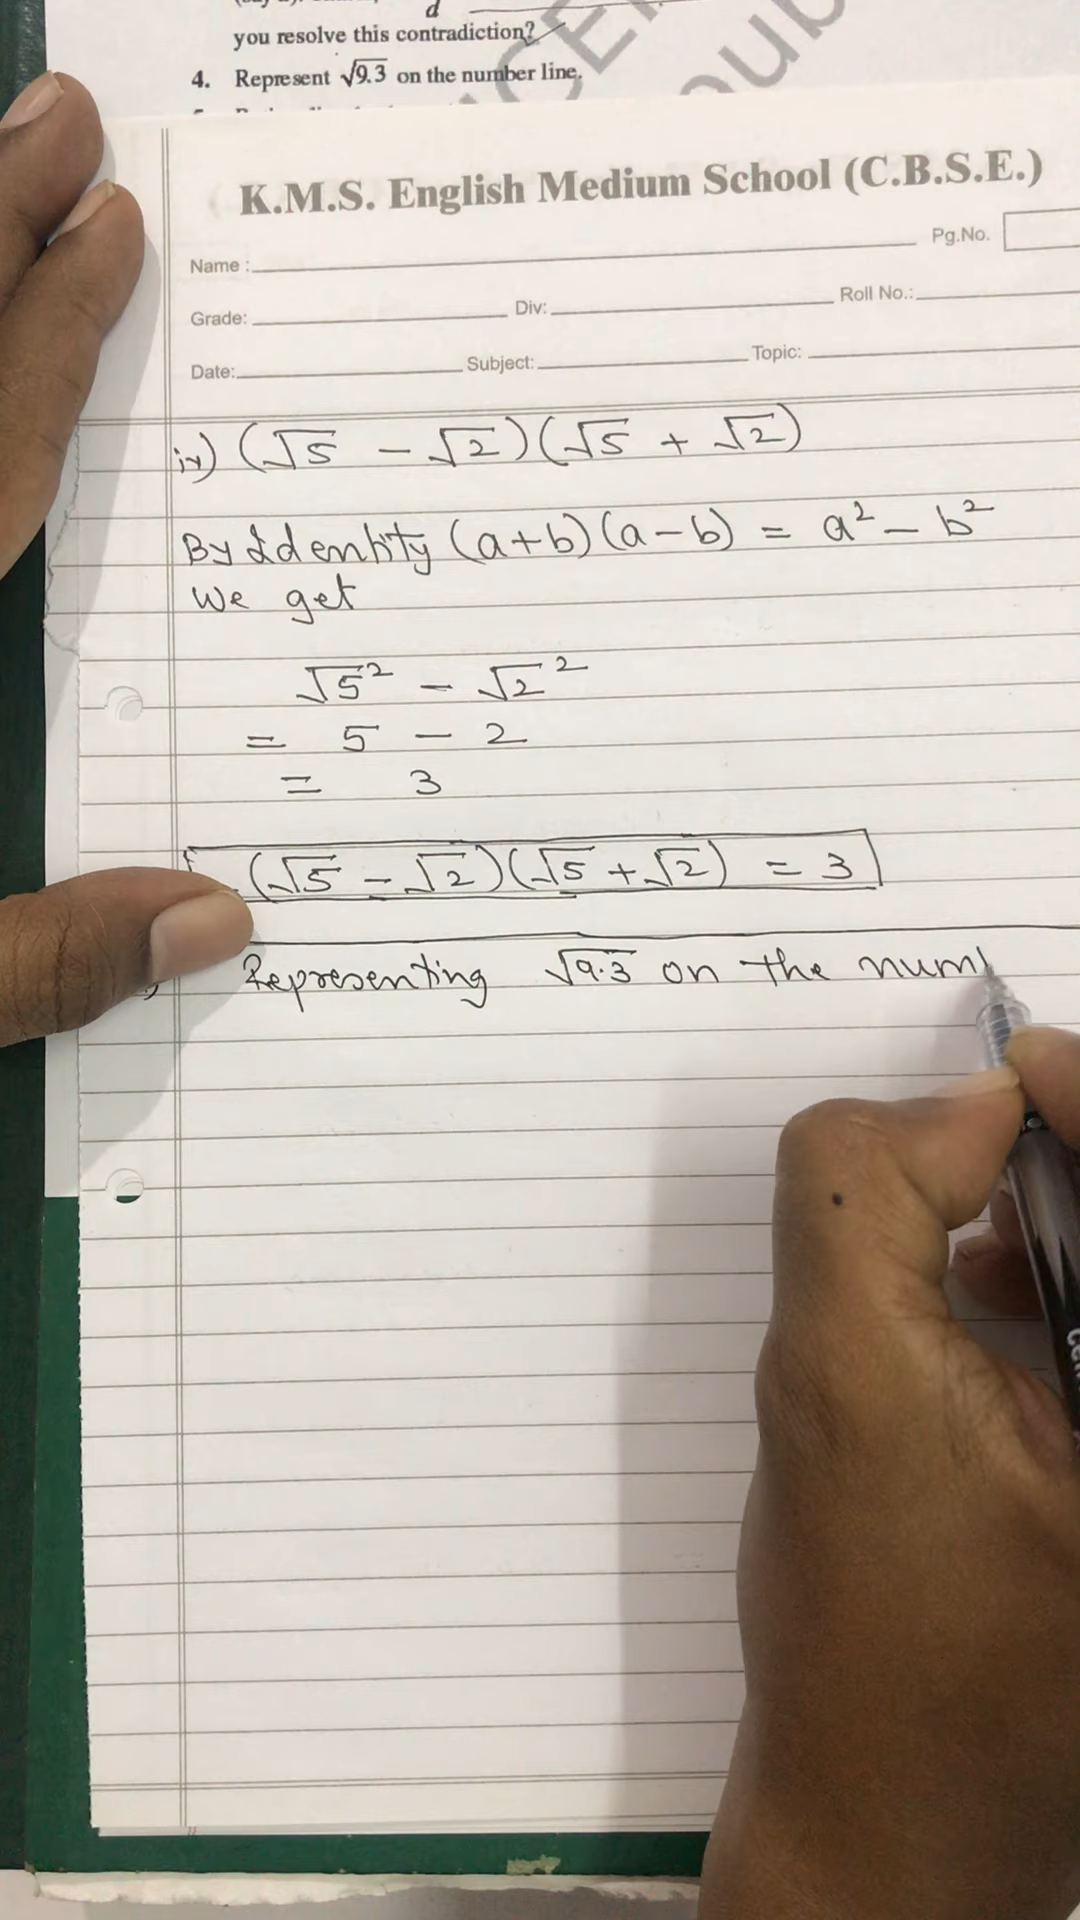 d
you resolve this contradiction?
4. Represent √9.3 on the number line.
K.M.S. English Medium School (C.B.S.E.)
Pg.No.
Name :
Grade: Div: Roll No.:
Date: Subject: Topic:
iv) (√5 - √2)(√5 + √2)
By Identity (a+b)(a-b) = a² - b²
We get
√5² - √2²
= 5 - 2
= 3
(√5 - √2)(√5 + √2) = 3
Representing √9.3 on the num